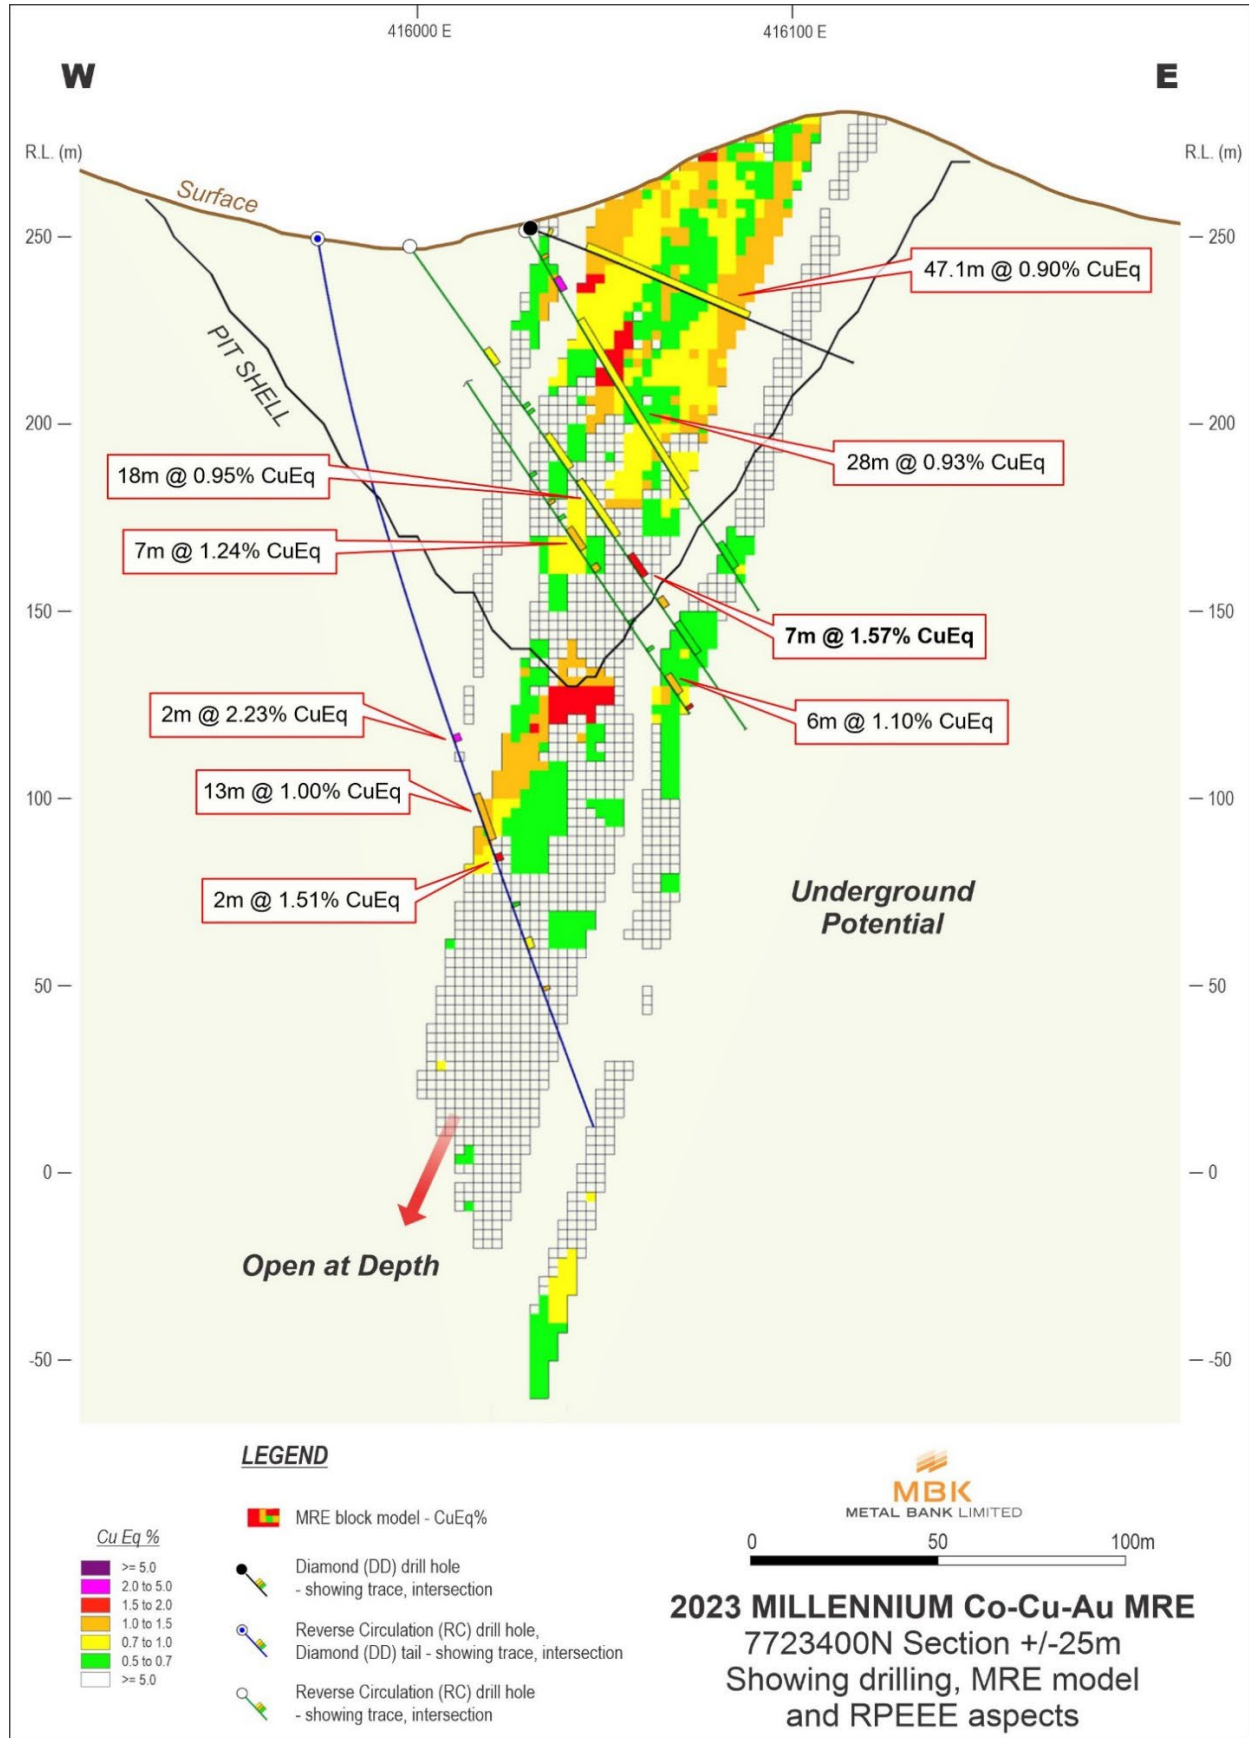 416000 E
416100 E
W
E
R.L. (m)
R.L. (m)
Surface
250
250
47.1m @ 0.90% CuEq
PIT SHELL
200
200
28m @ 0.93% CuEq
18m @ 0.95% CuEq
7m @ 1.24% CuEq
150
150
7m @ 1.57% CuEq
2m @ 2.23% CuEq
6m @ 1.10% CuEq
13m @ 1.00% CuEq
100
100
2m @ 1.51% CuEq
Underground
Potential
50
50
0
0
Open at Depth
-50
-50
LEGEND
MRE block model - CuEq%
Cu Eq %
>= 5.0
2.0 to 5.0
1.5 to 2.0
1.0 to 1.5
0.7 to 1.0
0.5 to 0.7
>= 5.0
Diamond (DD) drill hole
- showing trace, intersection
Reverse Circulation (RC) drill hole,
Diamond (DD) tail - showing trace, intersection
Reverse Circulation (RC) drill hole
- showing trace, intersection
MBK
METAL BANK LIMITED
0 50 100m
2023 MILLENNIUM Co-Cu-Au MRE
7723400N Section +/-25m
Showing drilling, MRE model
and RPEEE aspects